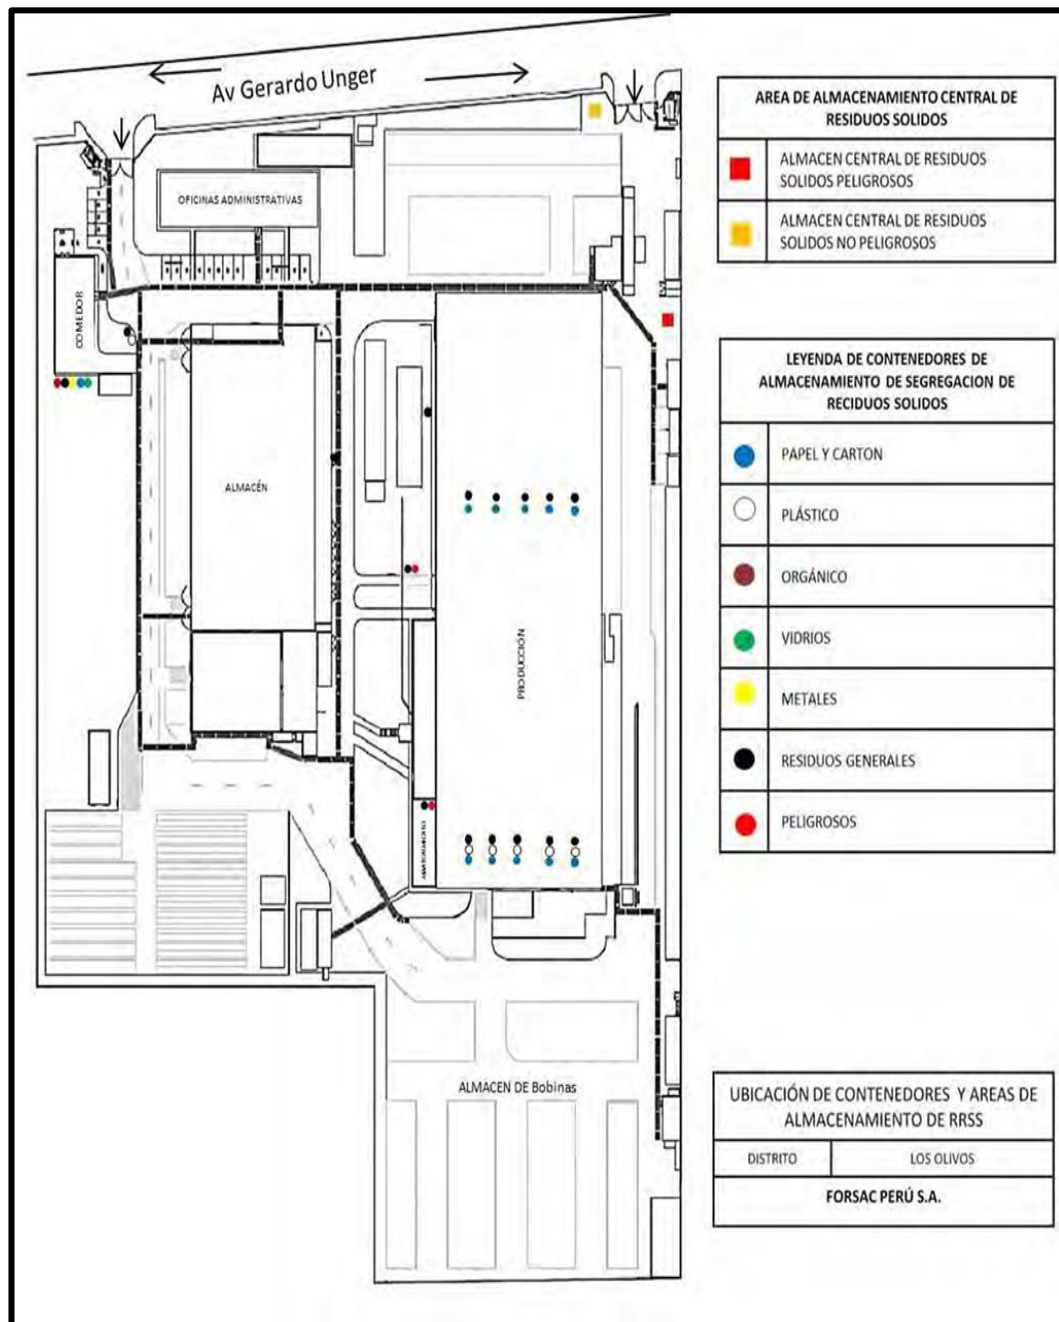 Av Gerardo Unger
OFICINAS ADMINISTRATIVAS
COMEDOR
ALMACÉN
PRODUCCIÓN
ALMACEN DE Bobinas
AREA DE ALMACENAMIENTO CENTRAL DE
RESIDUOS SOLIDOS
ALMACEN CENTRAL DE RESIDUOS
SOLIDOS PELIGROSOS
ALMACEN CENTRAL DE RESIDUOS
SOLIDOS NO PELIGROSOS
LEYENDA DE CONTENEDORES DE
ALMACENAMIENTO DE SEGREGACION DE
RECIDUOS SOLIDOS
PAPEL Y CARTON
PLÁSTICO
ORGÁNICO
VIDRIOS
METALES
RESIDUOS GENERALES
PELIGROSOS
UBICACIÓN DE CONTENEDORES Y AREAS DE
ALMACENAMIENTO DE RRSS
DISTRITO
LOS OLIVOS
FORSAC PERÚ S.A.